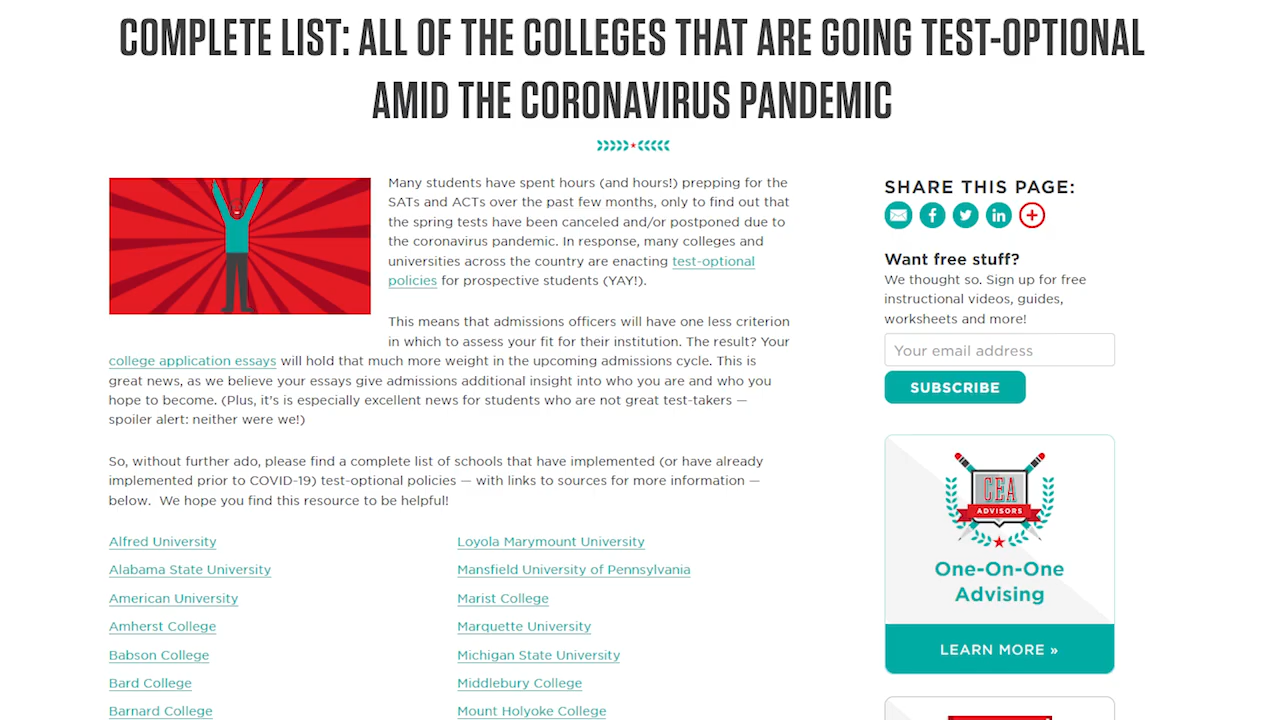 COMPLETE LIST: ALL OF THE COLLEGES THAT ARE GOING TEST-OPTIONAL
AMID THE CORONAVIRUS PANDEMIC
Many students have spent hours (and hours!) prepping for the
SATs and ACTs over the past few months, only to find out that
the spring tests have been canceled and/or postponed due to
the coronavirus pandemic. In response, many colleges and
universities across the country are enacting test-optional
policies for prospective students (YAY!).
This means that admissions officers will have one less criterion
in which to assess your fit for their institution. The result? Your
college application essays will hold that much more weight in the upcoming admissions cycle. This is
great news, as we believe your essays give admissions additional insight into who you are and who you
hope to become. (Plus, it's is especially excellent news for students who are not great test-takers —
spoiler alert: neither were we!)
So, without further ado, please find a complete list of schools that have implemented (or have already
implemented prior to COVID-19) test-optional policies — with links to sources for more information —
below. We hope you find this resource to be helpful!
Alfred University
Alabama State University
American University
Amherst College
Babson College
Bard College
Barnard College
Loyola Marymount University
Mansfield University of Pennsylvania
Marist College
Marquette University
Michigan State University
Middlebury College
Mount Holyoke College
SHARE THIS PAGE:
Want free stuff?
We thought so. Sign up for free
instructional videos, guides,
worksheets and more!
Your email address
SUBSCRIBE
CEA
ADVISORS
One-On-One
Advising
LEARN MORE »